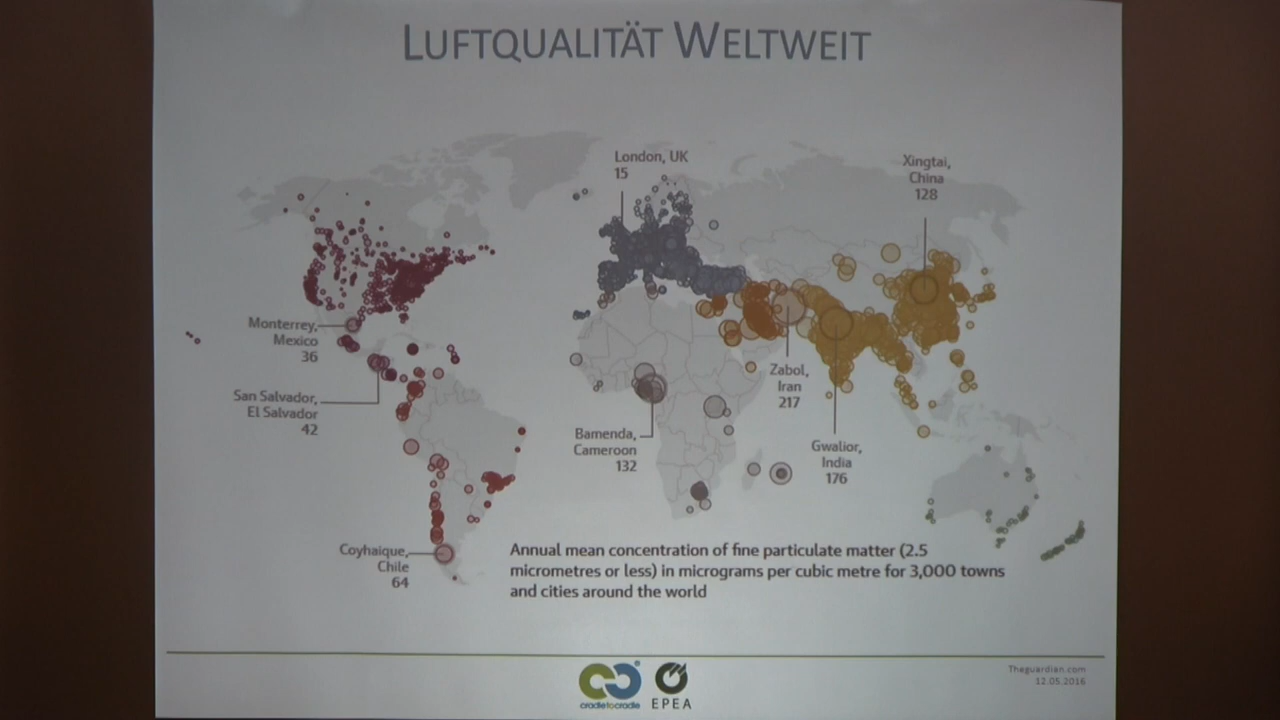 LUFTQUALITÄT WELTWEIT
London, UK
15
Xingtai,
China
128
Monterrey,
Mexico
36
San Salvador,
El Salvador
42
Zabol,
Iran
217
Bamenda,
Cameroon
132
Gwalior,
India
176
Coyhaique,
Chile
64
Annual mean concentration of fine particulate matter (2.5
micrometres or less) in micrograms per cubic metre for 3,000 towns
and cities around the world
cradletocradle
EPEA
Theguardian.com
12.05.2016